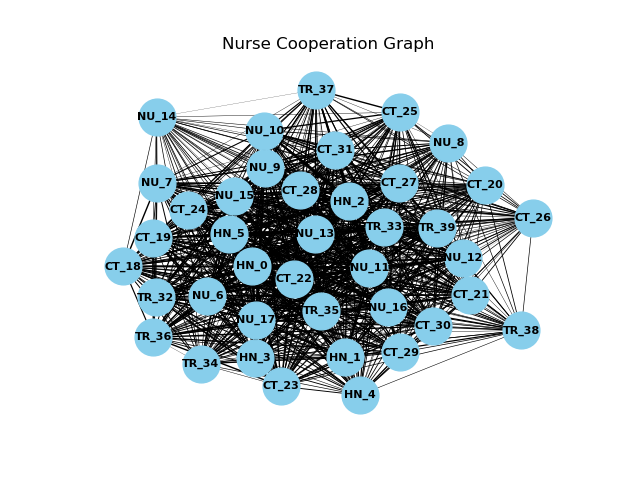 Nurse Cooperation Graph
TR_37
CT_25
NU_14
NU_10
NU_8
CT_31
NU_9
NU_7
CT_27
CT_20
CT_28
NU_15
HN_2
CT_24
CT_26
TR_33
TR_39
HN_5
NU_13
CT_19
NU_12
CT_18
HN_0
NU_11
CT_22
TR_32
NU_6
CT_21
NU_16
TR_35
NU_17
CT_30
TR_38
TR_36
CT_29
HN_3
HN_1
TR_34
CT_23
HN_4